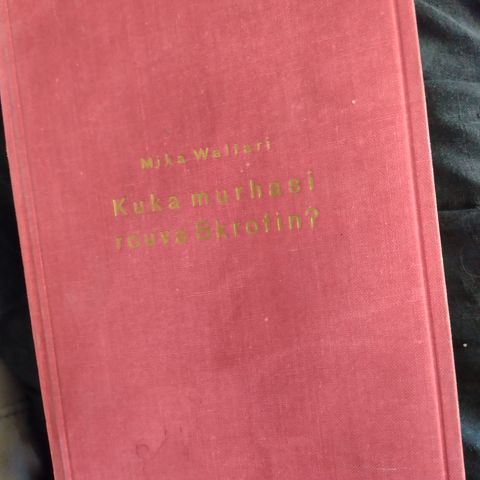 Mika Waltari
Kuka murhasi
rouva Skrofin?